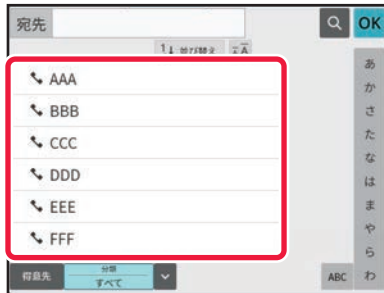 宛先 OK
並び替え A
あ
AAA
か
BBB
さ
CCC
た
な
DDD
は
EEE
ま
や
FFF
ら
得意先 分類 すべて ABC わ